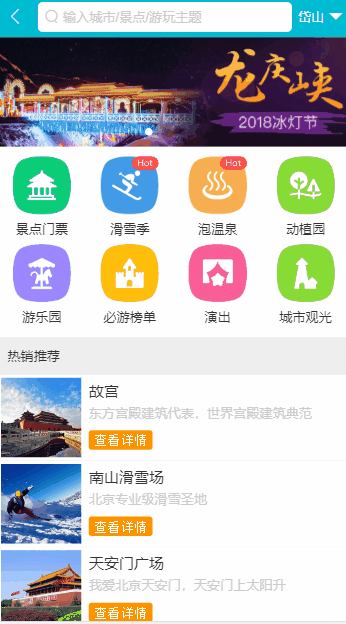 输入城市/景点/游玩主题
岱山
龙庆峡
2018冰灯节
Hot
Hot
景点门票
滑雪季
泡温泉
动植园
游乐园
必游榜单
演出
城市观光
热销推荐
故宫
东方宫殿建筑代表，世界宫殿建筑典范
查看详情
南山滑雪场
北京专业级滑雪圣地
查看详情
天安门广场
我爱北京天安门，天安门上太阳升
查看详情